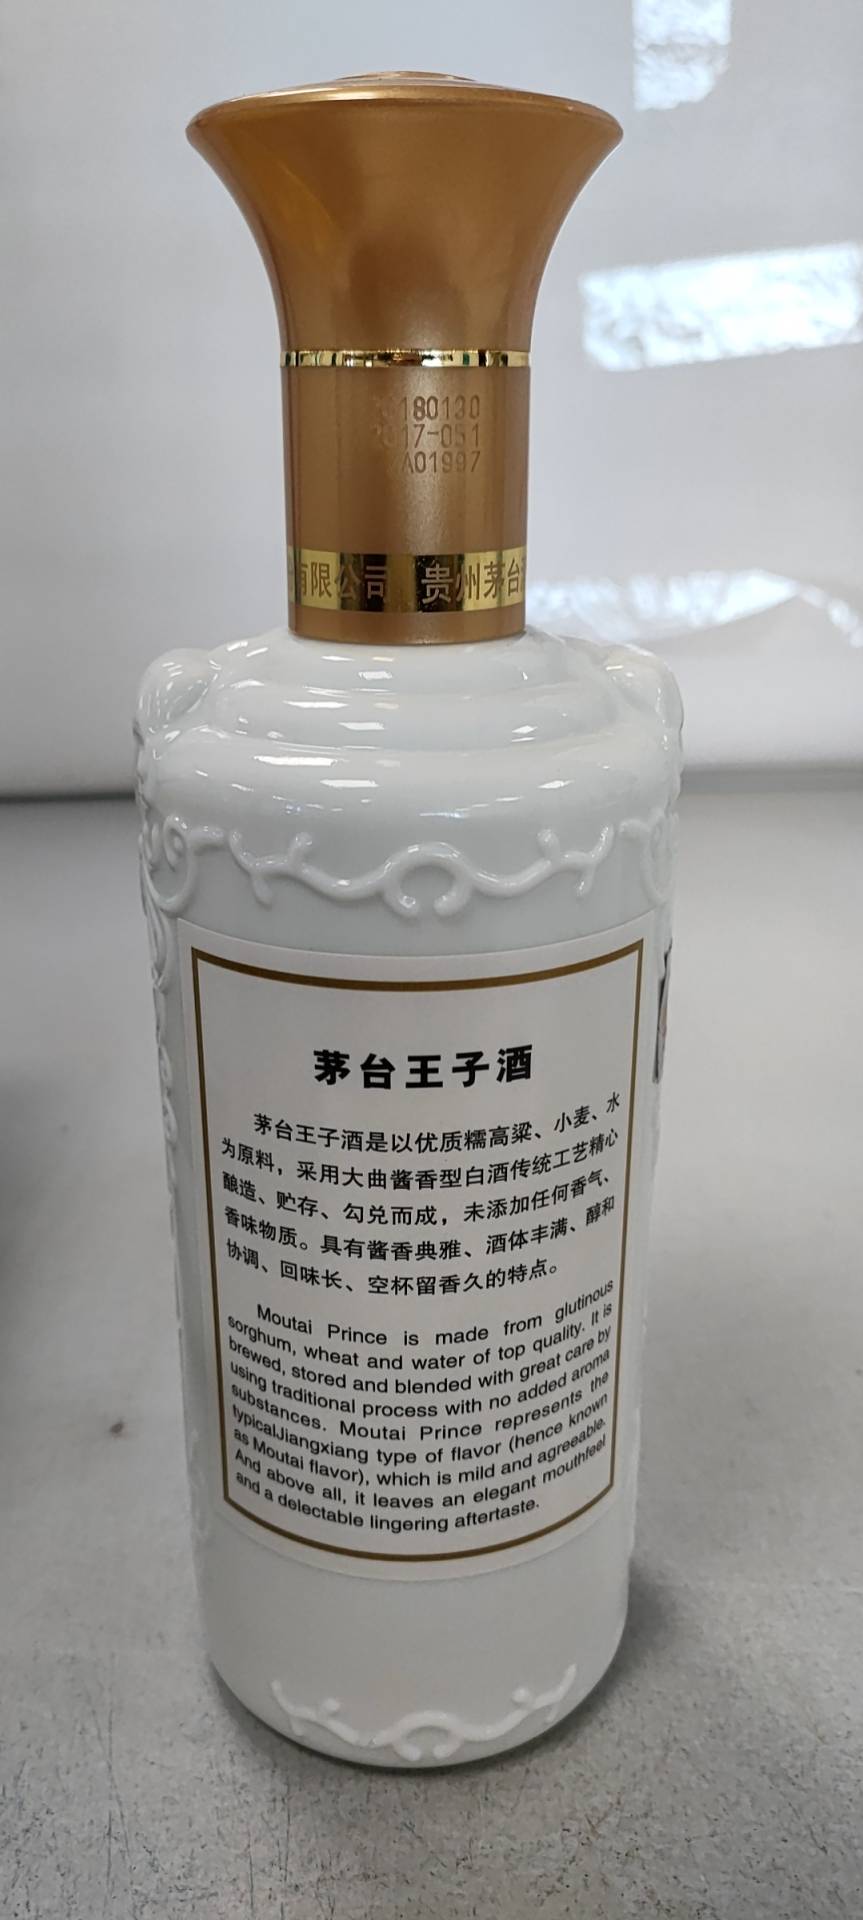 180130
17-051
A01997
有限公司 贵州茅台酒
茅台王子酒
茅台王子酒是以优质糯高粱、小麦、水
为原料，采用大曲酱香型白酒传统工艺精心
酿造、贮存、勾兑而成，未添加任何香气、
香味物质。具有酱香典雅、酒体丰满、醇和
协调、回味长、空杯留香久的特点。
Moutai Prince is made from glutinous
sorghum, wheat and water of top quality. It is
brewed, stored and blended with great care by
using traditional process with no added aroma
substances. Moutai Prince represents the
typicalJiangxiang type of flavor (hence known
as Moutai flavor), which is mild and agreeable.
And above all, it leaves an elegant mouthfeel
and a delectable lingering aftertaste.